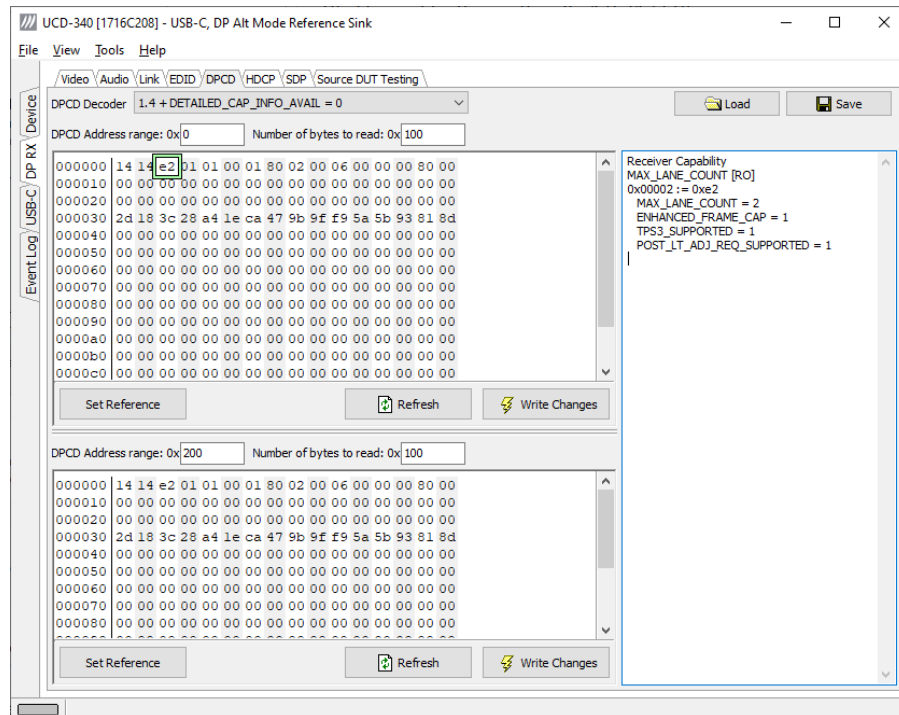 UCD-340 [1716C208] - USB-C, DP Alt Mode Reference Sink
File View Tools Help
Video Audio Link EDID DPCD HDCP SDP Source DUT Testing
Device
DP RX
USB-C
Event Log
DPCD Decoder 1.4 + DETAILED_CAP_INFO_AVAIL = 0
Load Save
DPCD Address range: 0x 0 Number of bytes to read: 0x 100
000000 14 14 e2 01 01 00 01 80 02 00 06 00 00 00 80 00
000010 00 00 00 00 00 00 00 00 00 00 00 00 00 00 00 00
000020 00 00 00 00 00 00 00 00 00 00 00 00 00 00 00 00
000030 2d 18 3c 28 a4 1e ca 47 9b 9f f9 5a 5b 93 81 8d
000040 00 00 00 00 00 00 00 00 00 00 00 00 00 00 00 00
000050 00 00 00 00 00 00 00 00 00 00 00 00 00 00 00 00
000060 00 00 00 00 00 00 00 00 00 00 00 00 00 00 00 00
000070 00 00 00 00 00 00 00 00 00 00 00 00 00 00 00 00
000080 00 00 00 00 00 00 00 00 00 00 00 00 00 00 00 00
000090 00 00 00 00 00 00 00 00 00 00 00 00 00 00 00 00
0000a0 00 00 00 00 00 00 00 00 00 00 00 00 00 00 00 00
0000b0 00 00 00 00 00 00 00 00 00 00 00 00 00 00 00 00
0000c0 00 00 00 00 00 00 00 00 00 00 00 00 00 00 00 00
Set Reference Refresh Write Changes
Receiver Capability
MAX_LANE_COUNT [RO]
0x00002 := 0xe2
MAX_LANE_COUNT = 2
ENHANCED_FRAME_CAP = 1
TPS3_SUPPORTED = 1
POST_LT_ADJ_REQ_SUPPORTED = 1
DPCD Address range: 0x 200 Number of bytes to read: 0x 100
000000 14 14 e2 01 01 00 01 80 02 00 06 00 00 00 80 00
000010 00 00 00 00 00 00 00 00 00 00 00 00 00 00 00 00
000020 00 00 00 00 00 00 00 00 00 00 00 00 00 00 00 00
000030 2d 18 3c 28 a4 1e ca 47 9b 9f f9 5a 5b 93 81 8d
000040 00 00 00 00 00 00 00 00 00 00 00 00 00 00 00 00
000050 00 00 00 00 00 00 00 00 00 00 00 00 00 00 00 00
000060 00 00 00 00 00 00 00 00 00 00 00 00 00 00 00 00
000070 00 00 00 00 00 00 00 00 00 00 00 00 00 00 00 00
000080 00 00 00 00 00 00 00 00 00 00 00 00 00 00 00 00
Set Reference Refresh Write Changes